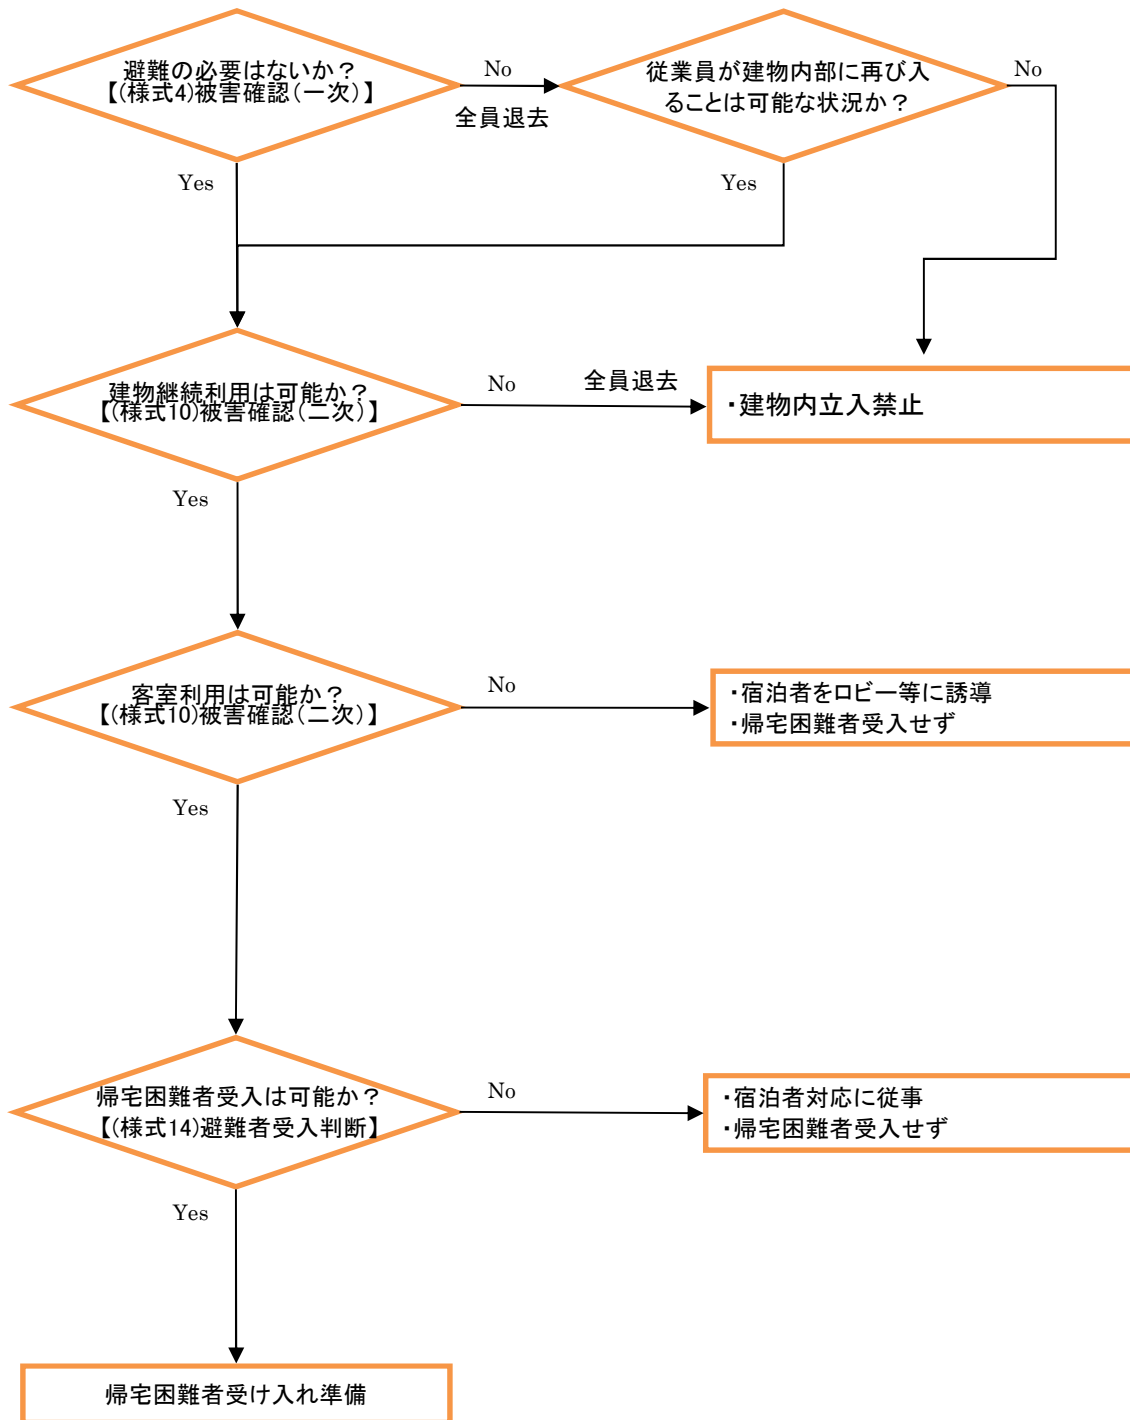 避難の必要はないか？
【(様式4)被害確認(一次)】
No
全員退去
従業員が建物内部に再び入
ることは可能な状況か？
No
Yes
Yes
建物継続利用は可能か？
【(様式10)被害確認(二次)】
No
全員退去
・建物内立入禁止
Yes
客室利用は可能か？
【(様式10)被害確認(二次)】
No
・宿泊者をロビー等に誘導
・帰宅困難者受入せず
Yes
帰宅困難者受入は可能か？
【(様式14)避難者受入判断】
No
・宿泊者対応に従事
・帰宅困難者受入せず
Yes
帰宅困難者受け入れ準備